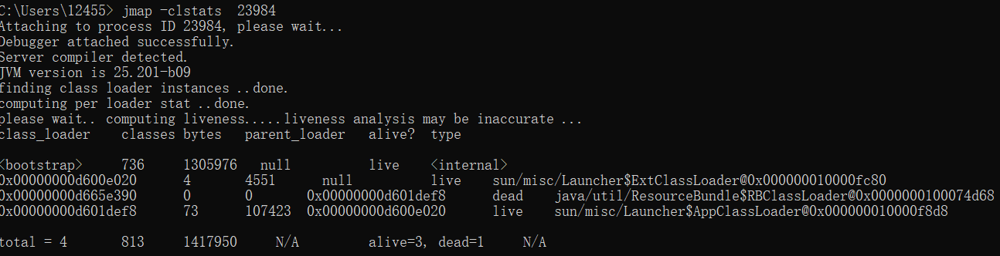 C:\Users\12455> jmap -clstats  23984
Attaching to process ID 23984, please wait...
Debugger attached successfully.
Server compiler detected.
JVM version is 25.201-b09
finding class loader instances ..done.
computing per loader stat ..done.
please wait.. computing liveness.....liveness analysis may be inaccurate ...
class_loader    classes bytes   parent_loader   alive?  type
<bootstrap>     736     1305976   null          live    <internal>
0x00000000d600e020      4       4551      null          live    sun/misc/Launcher$ExtClassLoader@0x000000010000fc80
0x00000000d665e390      0       0       0x00000000d601def8      dead    java/util/ResourceBundle$RBClassLoader@0x0000000100074d68
0x00000000d601def8      73      107423  0x00000000d600e020      live    sun/misc/Launcher$AppClassLoader@0x000000010000f8d8
total = 4       813     1417950     N/A         alive=3, dead=1     N/A